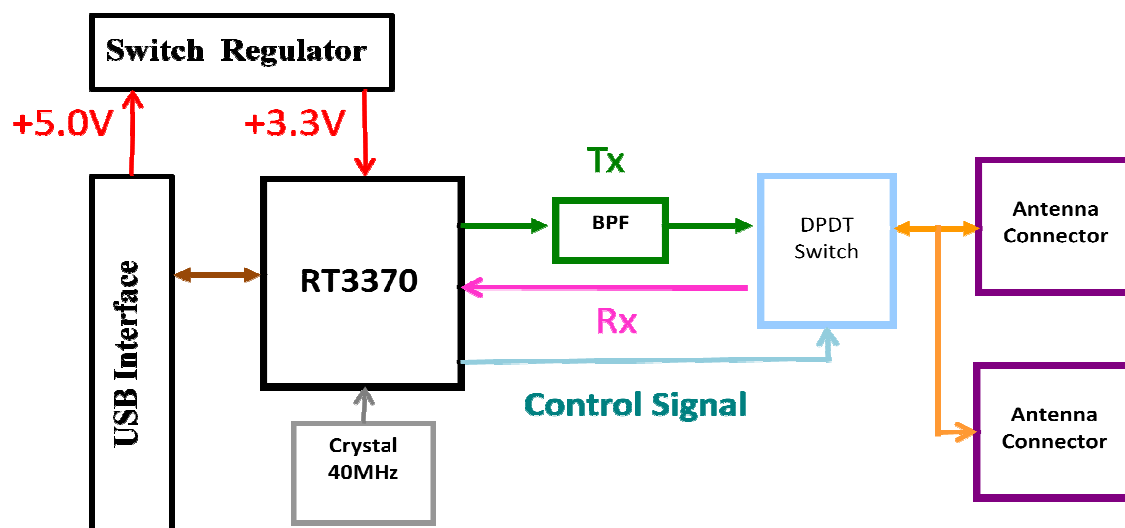 Switch Regulator
+5.0V
+3.3V
USB Interface
RT3370
Crystal
40MHz
Tx
BPF
Rx
Control Signal
DPDT
Switch
Antenna
Connector
Antenna
Connector